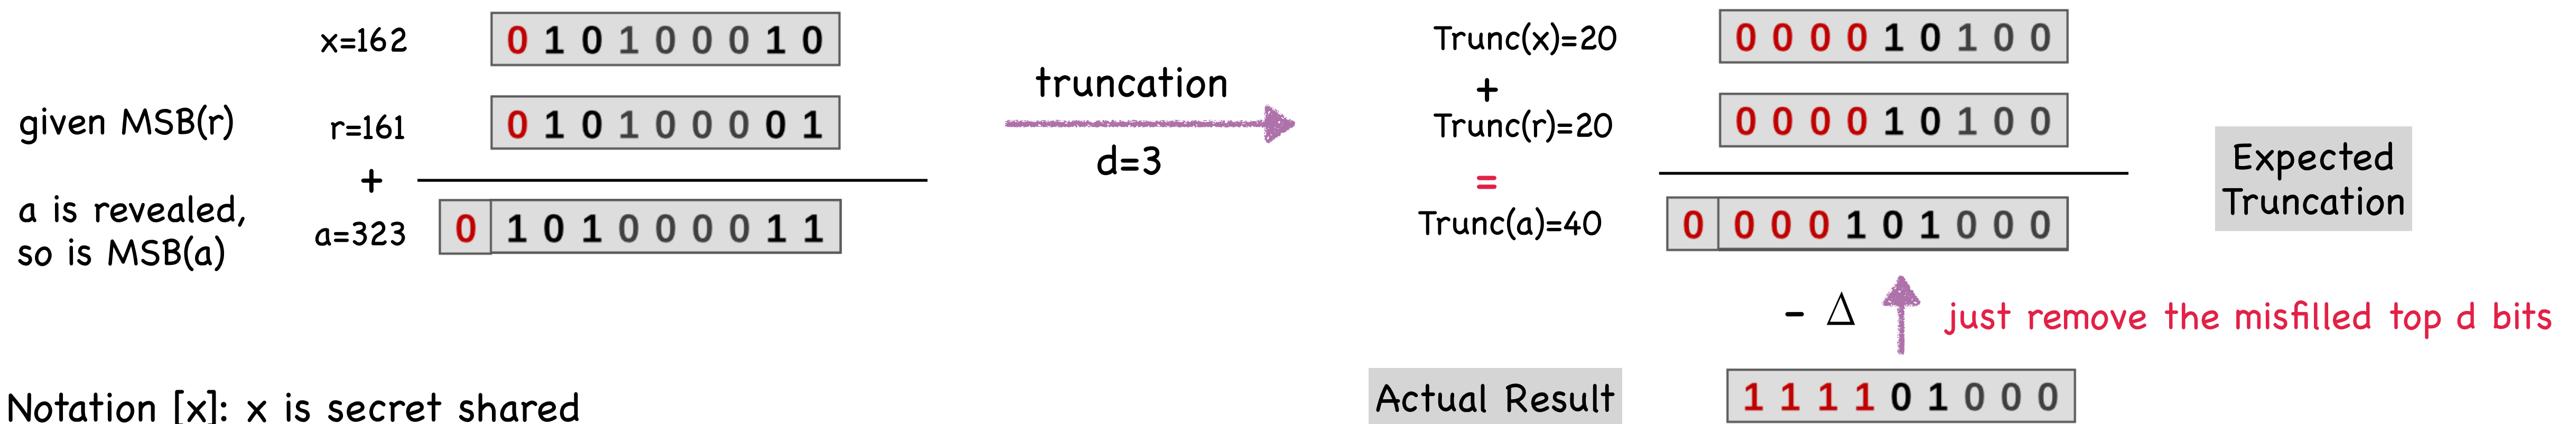 x=162
0 1 0 1 0 0 0 1 0
given MSB(r)
r=161
0 1 0 1 0 0 0 0 1
+
a is revealed,
so is MSB(a)
a=323
0 1 0 1 0 0 0 0 1 1
truncation
d=3
Trunc(x)=20
0 0 0 0 1 0 1 0 0
+
Trunc(r)=20
0 0 0 0 1 0 1 0 0
=
Trunc(a)=40
0 0 0 0 1 0 1 0 0 0
Expected
Truncation
- Δ
just remove the misfilled top d bits
Actual Result
1 1 1 1 0 1 0 0 0
Notation [x]: x is secret shared